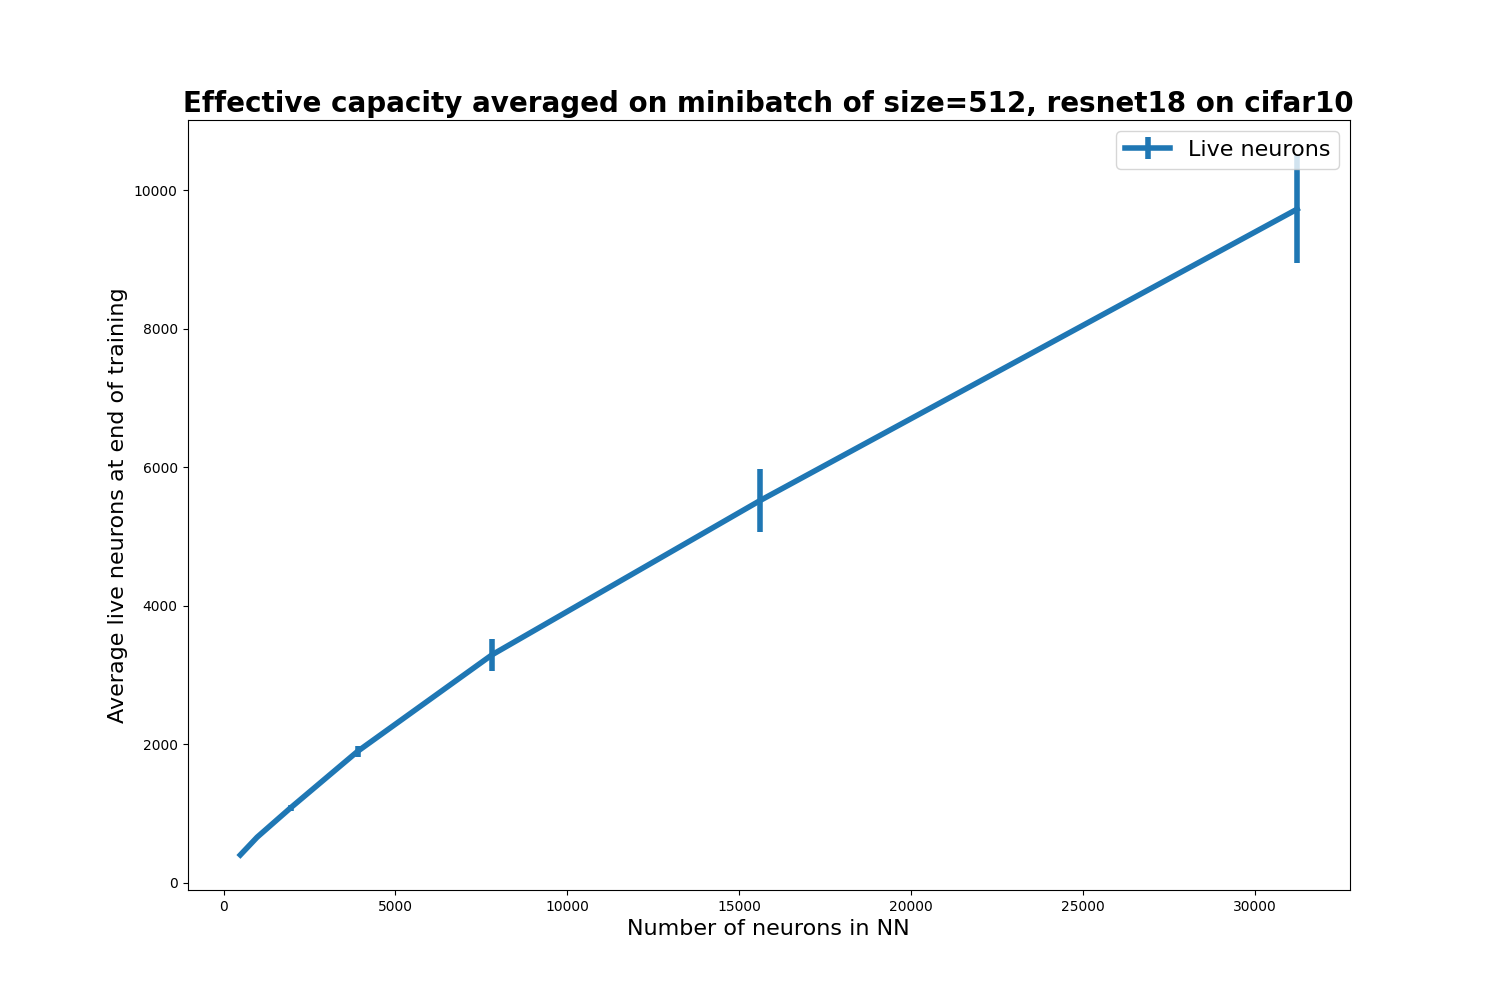 Effective capacity averaged on minibatch of size=512, resnet18 on cifar10
Live neurons
10000
8000
6000
4000
2000
0
Average live neurons at end of training
0 5000 10000 15000 20000 25000 30000
Number of neurons in NN